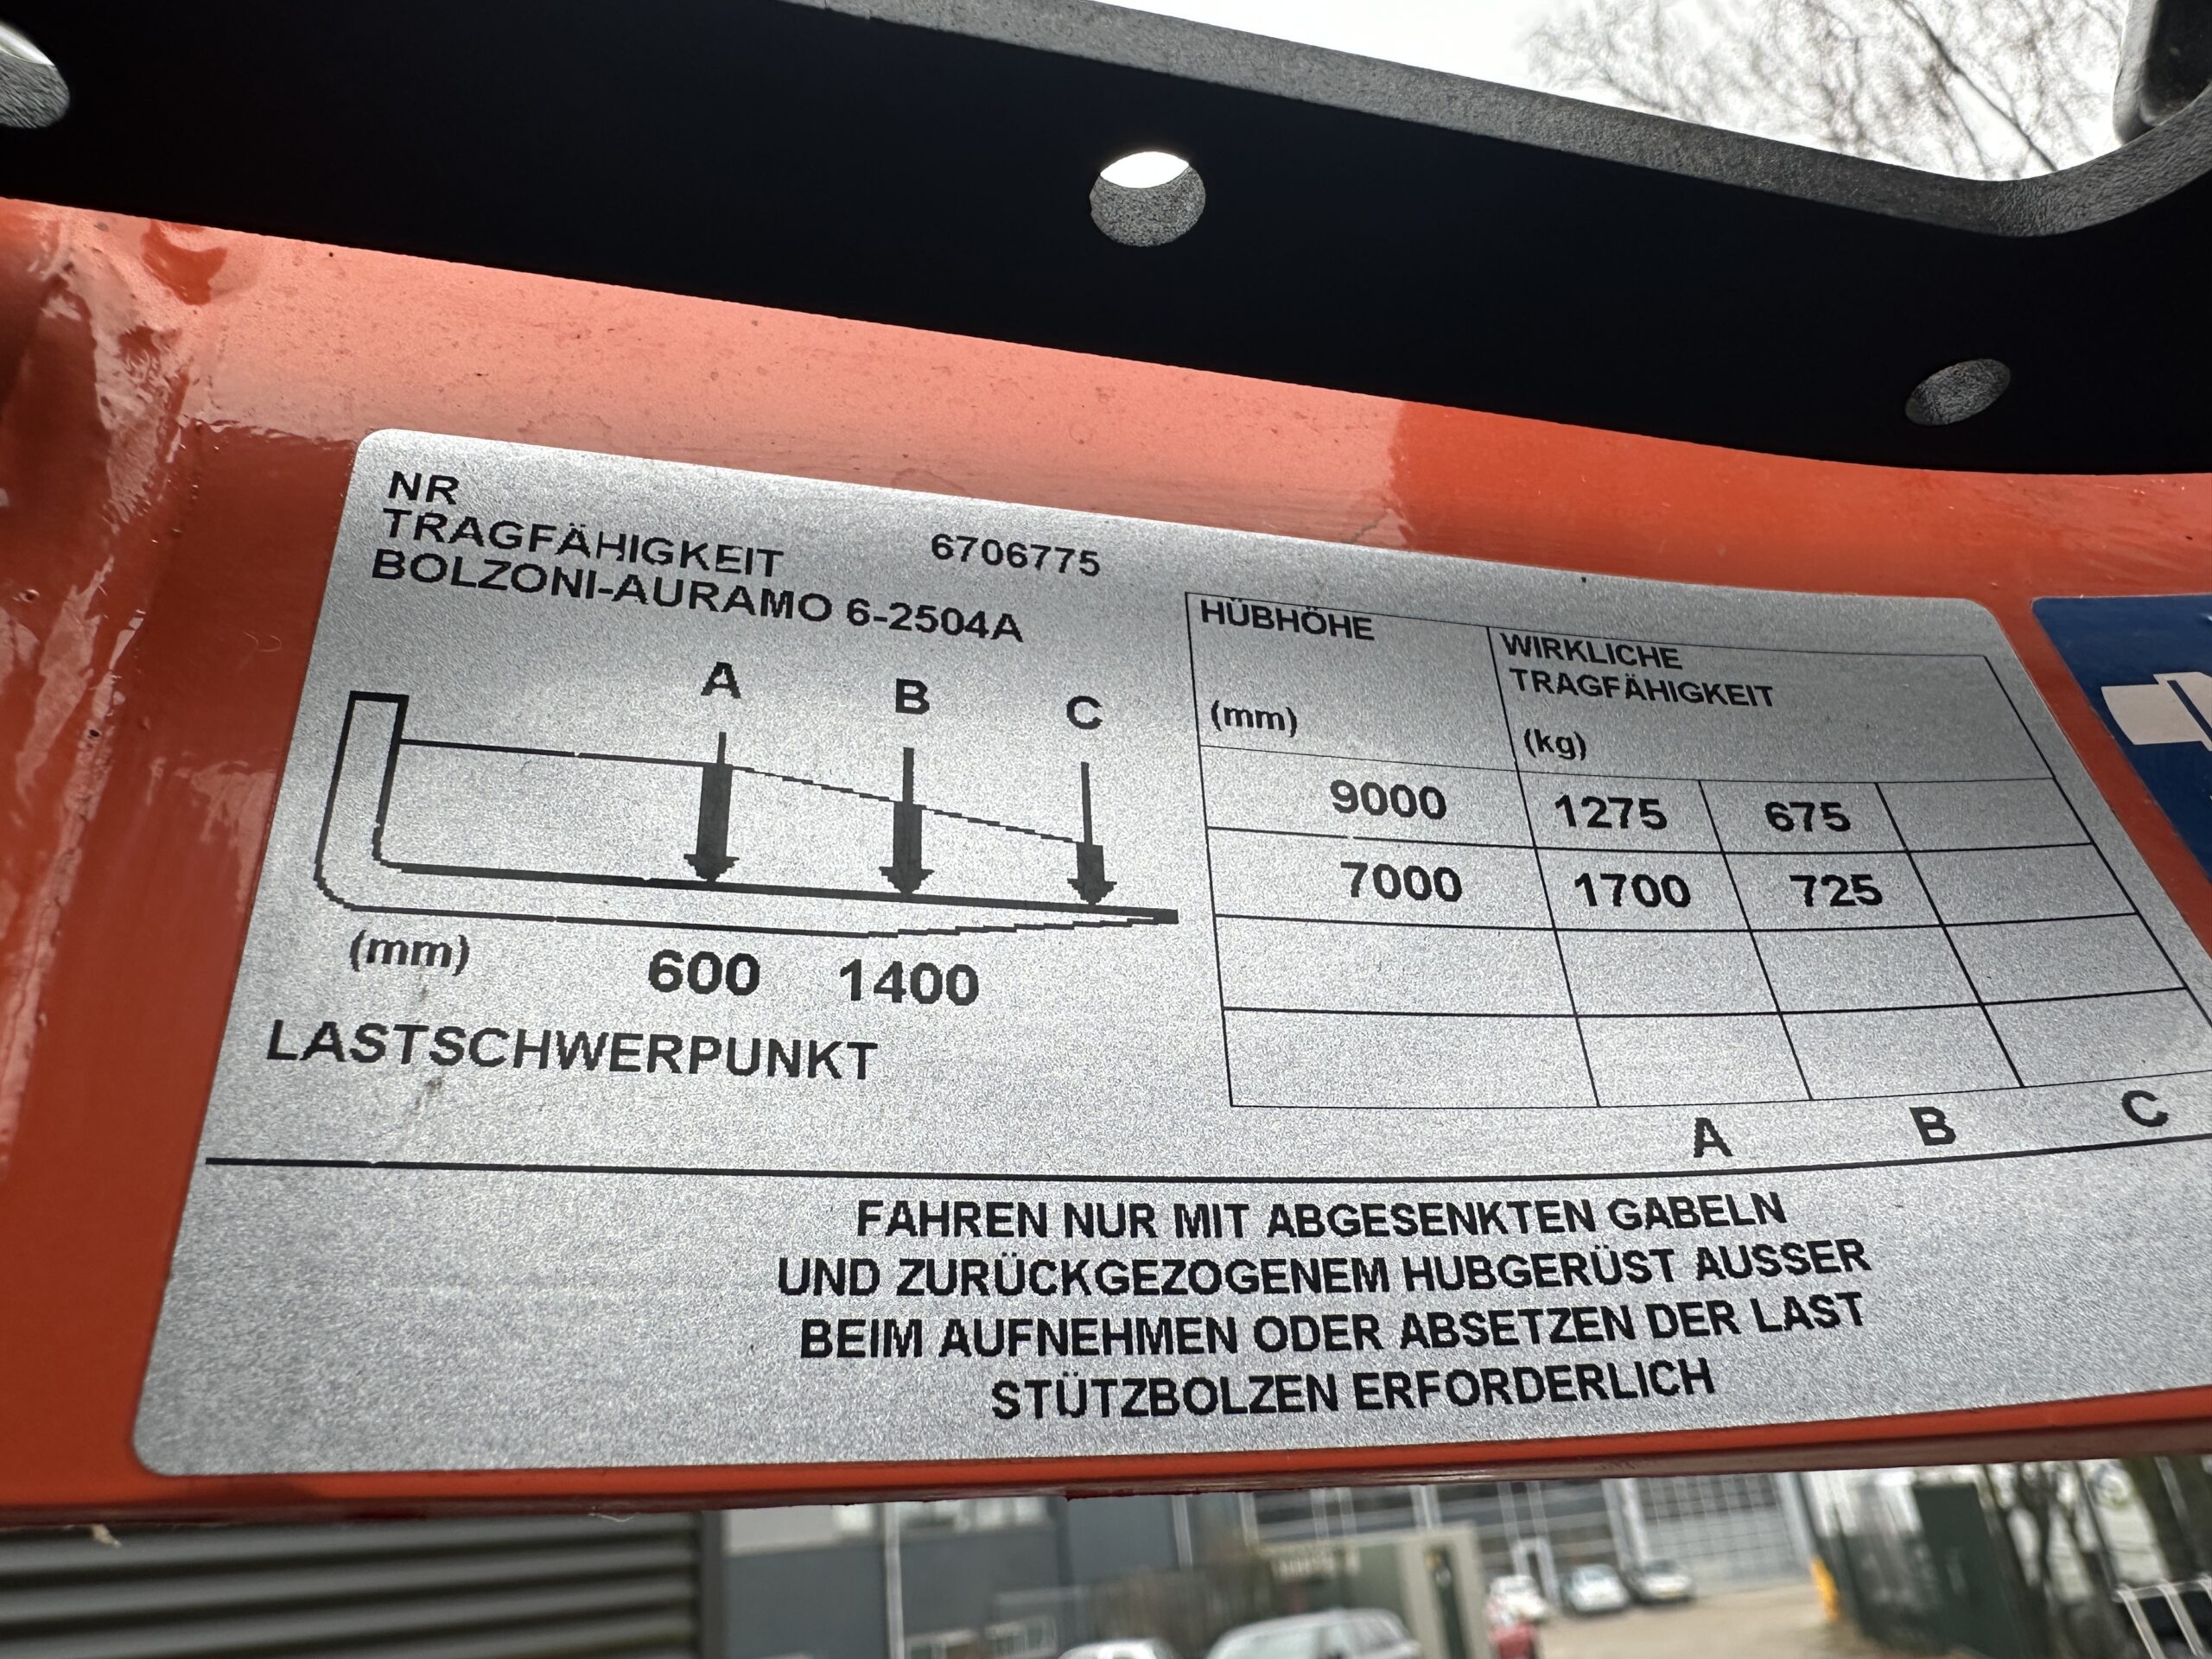 NR 6706775
TRAGFÄHIGKEIT
BOLZONI-AURAMO 6-2504A
A B C
(mm) 600 1400
LASTSCHWERPUNKT
HÜBHÖHE
(mm)
WIRKLICHE
TRAGFÄHIGKEIT
(kg)
9000 1275 675
7000 1700 725
A B C
FAHREN NUR MIT ABGESENKTEN GABELN
UND ZURÜCKGEZOGENEM HUBGERÜST AUSSER
BEIM AUFNEHMEN ODER ABSETZEN DER LAST
STÜTZBOLZEN ERFORDERLICH